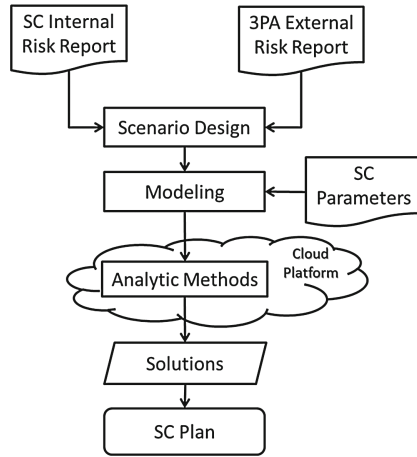 SC Internal
Risk Report
3PA External
Risk Report
Scenario Design
Modeling
SC
Parameters
Cloud
Platform
Analytic Methods
Solutions
SC Plan